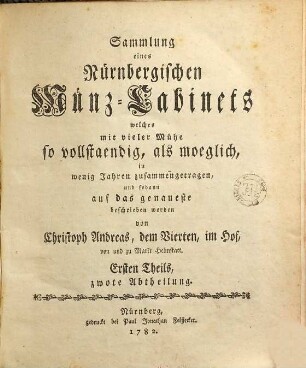 Sammlung
eines
Nürnbergischen
Münz-Cabinets
welches
mit vieler Mühe
so vollstaendig, als moeglich,
in
wenig Jahren zusammengetragen,
und sodann
auf das genaueste
beschrieben worden
von
Christoph Andreas, dem Vierten, im Hof,
von und zu Markt Helmstatt.
Ersten Theils,
zwote Abtheilung.
Nürnberg,
gedruckt bei Paul Jonathan Felssecker.
1782.